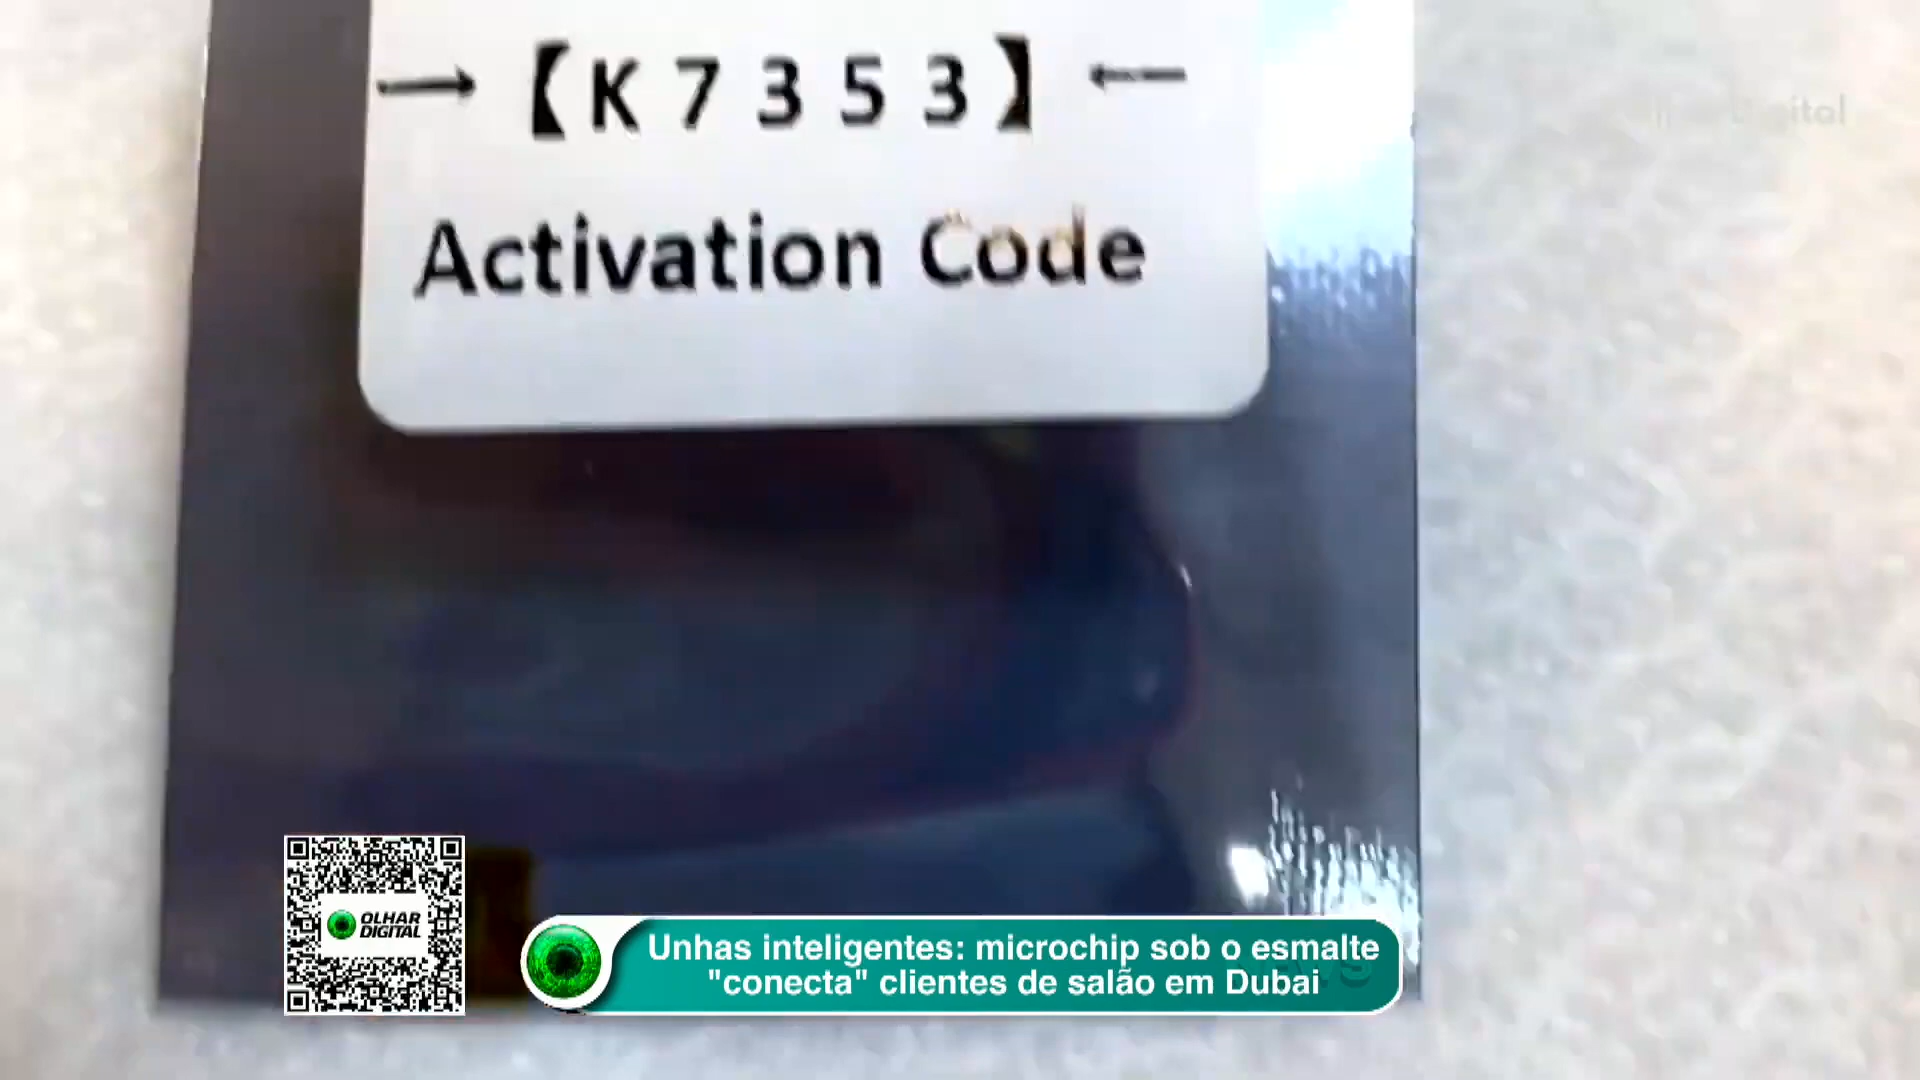 →【K7353】←
Activation Code
OLHAR
DIGITAL
Unhas inteligentes: microchip sob o esmalte
"conecta" clientes de salão em Dubai